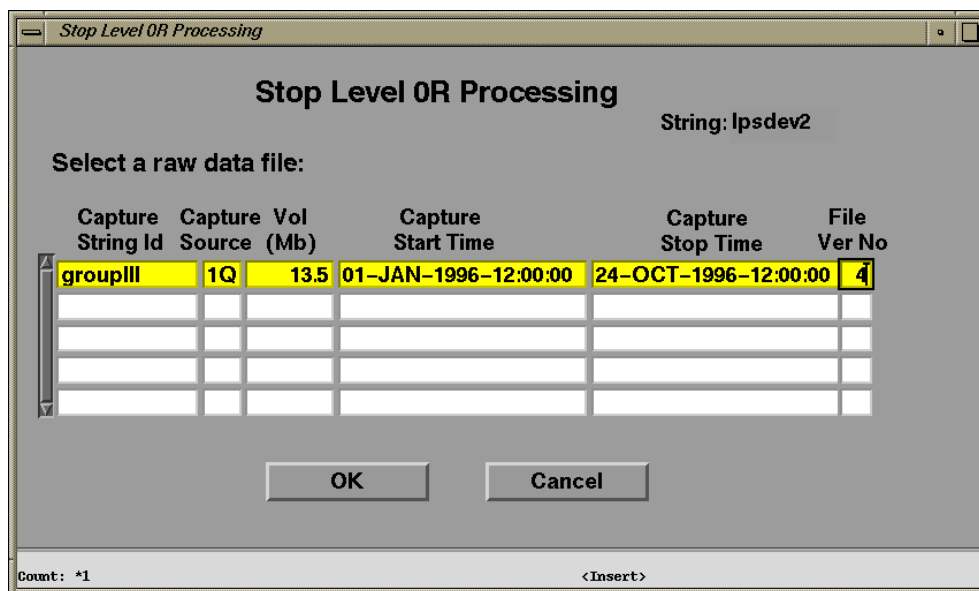 Stop Level 0R Processing
Stop Level 0R Processing
String: lpsdev2
Select a raw data file:
Capture Capture Vol Capture Capture File
String Id Source (Mb) Start Time Stop Time Ver No
groupIII 1Q 13.5 01-JAN-1996-12:00:00 24-OCT-1996-12:00:00 4
OK Cancel
Count: *1 <Insert>